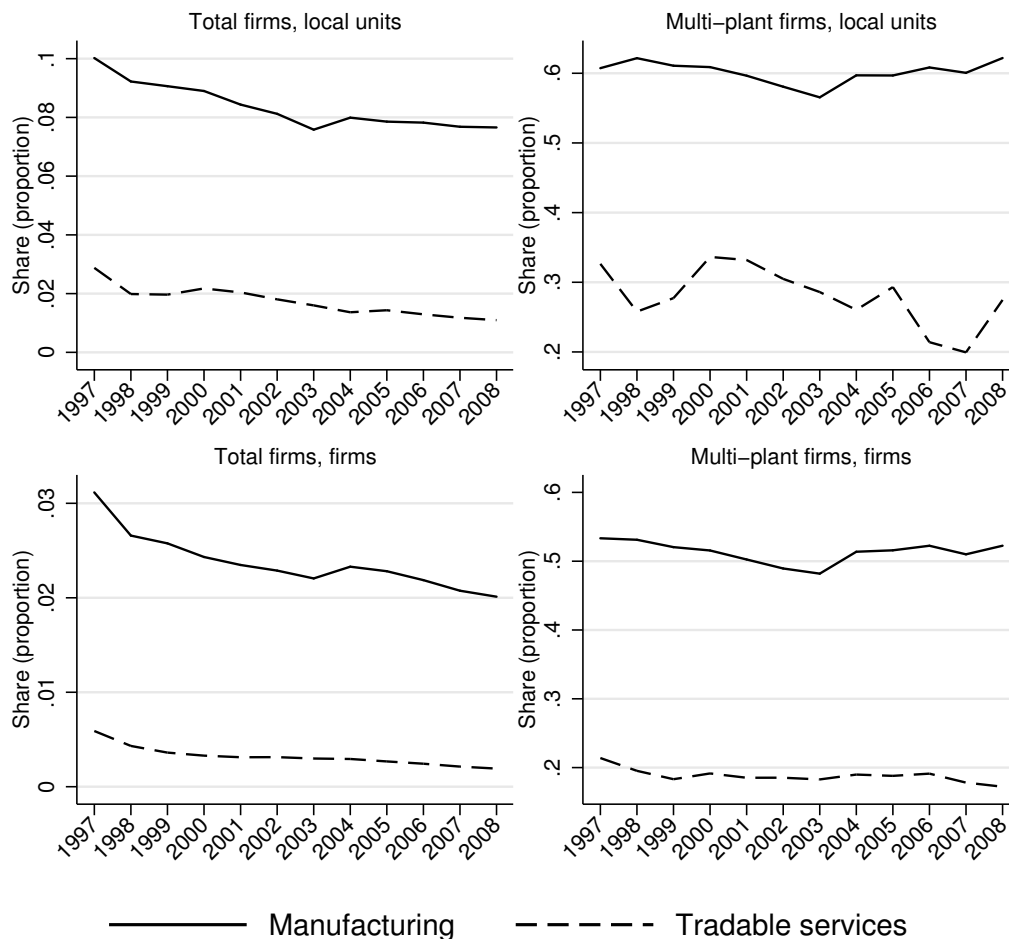 Total firms, local units
Share (proportion)
.1
.08
.06
.04
.02
0
1997 1998 1999 2000 2001 2002 2003 2004 2005 2006 2007 2008
Multi−plant firms, local units
Share (proportion)
.6
.5
.4
.3
.2
1997 1998 1999 2000 2001 2002 2003 2004 2005 2006 2007 2008
Total firms, firms
Share (proportion)
.03
.02
.01
0
1997 1998 1999 2000 2001 2002 2003 2004 2005 2006 2007 2008
Multi−plant firms, firms
Share (proportion)
.6
.5
.4
.3
.2
1997 1998 1999 2000 2001 2002 2003 2004 2005 2006 2007 2008
Manufacturing Tradable services